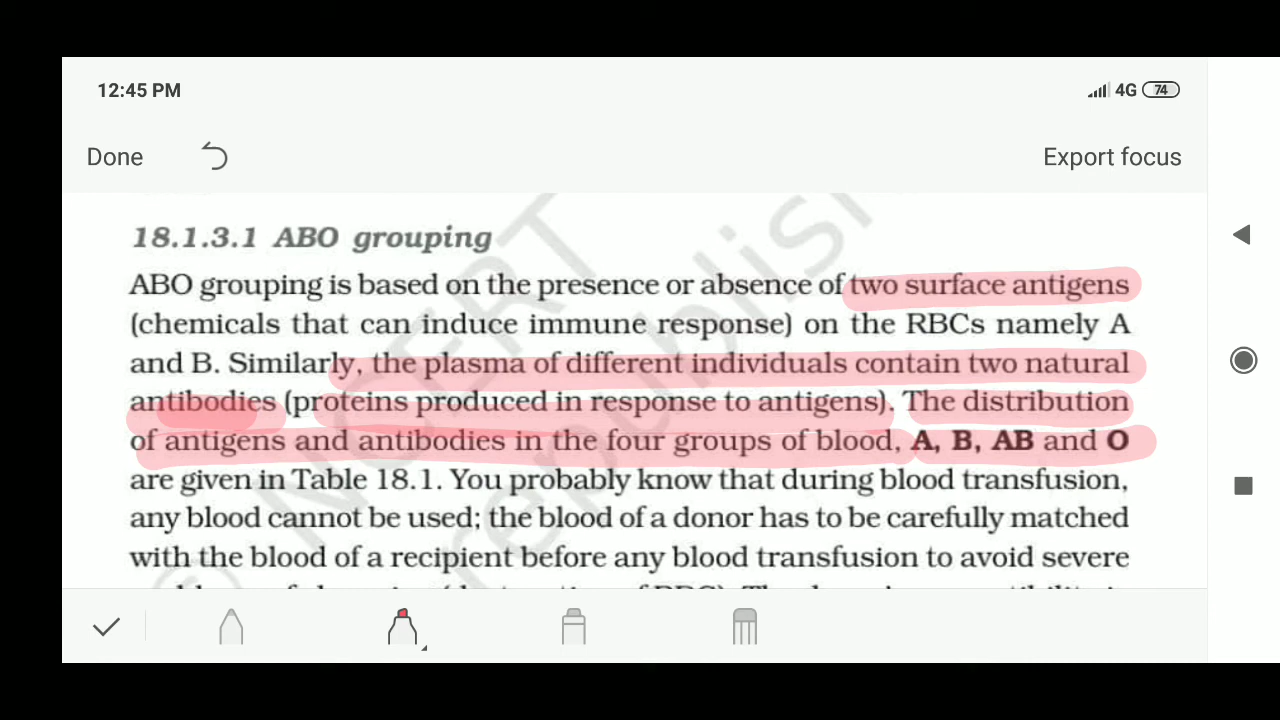 12:45 PM
4G 74
Done
Export focus
18.1.3.1 ABO grouping
ABO grouping is based on the presence or absence of two surface antigens
(chemicals that can induce immune response) on the RBCs namely A
and B. Similarly, the plasma of different individuals contain two natural
antibodies (proteins produced in response to antigens). The distribution
of antigens and antibodies in the four groups of blood, A, B, AB and O
are given in Table 18.1. You probably know that during blood transfusion,
any blood cannot be used; the blood of a donor has to be carefully matched
with the blood of a recipient before any blood transfusion to avoid severe
© NCERT
republis